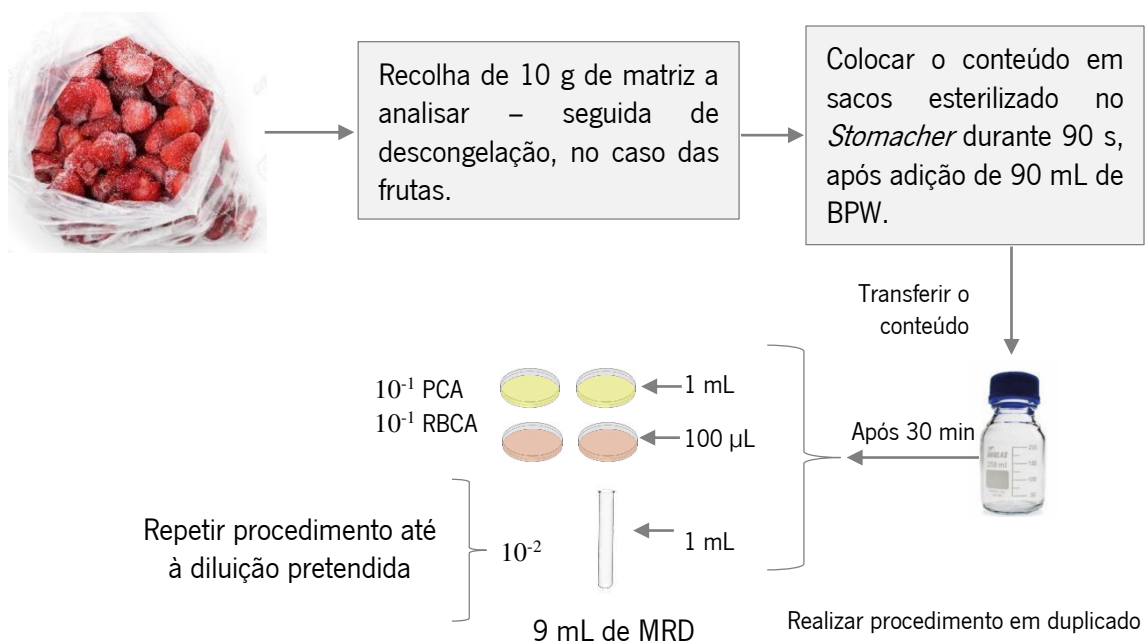 Recolha de 10 g de matriz a
analisar – seguida de
descongelação, no caso das
frutas.
Colocar o conteúdo em
sacos esterilizado no
Stomacher durante 90 s,
após adição de 90 mL de
BPW.
Transferir o
conteúdo
Após 30 min
10⁻¹ PCA
1 mL
10⁻¹ RBCA
100 µL
Repetir procedimento até
à diluição pretendida
10⁻²
1 mL
9 mL de MRD
Realizar procedimento em duplicado